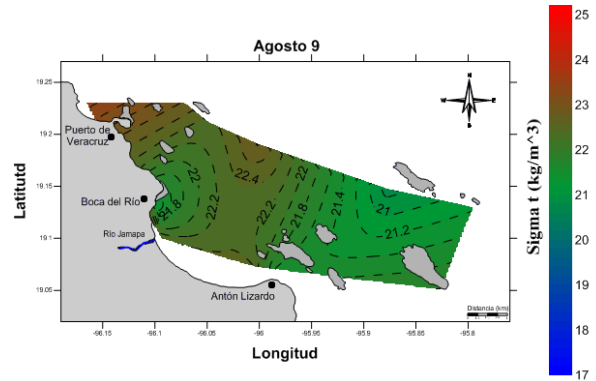 Agosto 9
19.25
19.2
19.15
19.1
19.05
Latitutd
Puerto de
Veracruz
Boca del Río
Río Jamapa
Antón Lizardo
22
21.8
22.2
22.4
22
22.2
21.8
21.4
21
21.2
N
S
Distancia (km)
-96.15
-96.1
-96.05
-96
-95.95
-95.9
-95.85
-95.8
Longitud
Sigma t (kg/m^3)
25
24
23
22
21
20
19
18
17